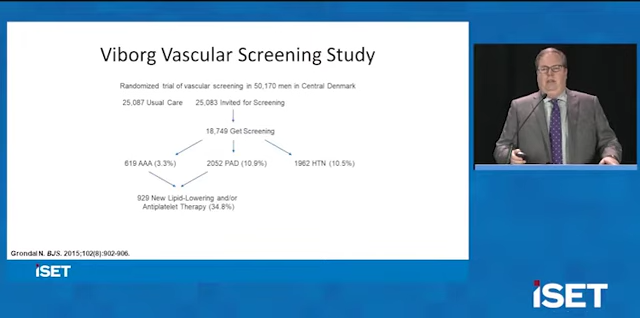 Viborg Vascular Screening Study
Randomized trial of vascular screening in 50,170 men in Central Denmark
25,087 Usual Care 25,083 Invited for Screening
18,749 Get Screening
619 AAA (3.3%) 2052 PAD (10.9%) 1962 HTN (10.5%)
929 New Lipid-Lowering and/or
Antiplatelet Therapy (34.8%)
Grondal N. BJS. 2015;102(8):902-906.
iSET
iSET